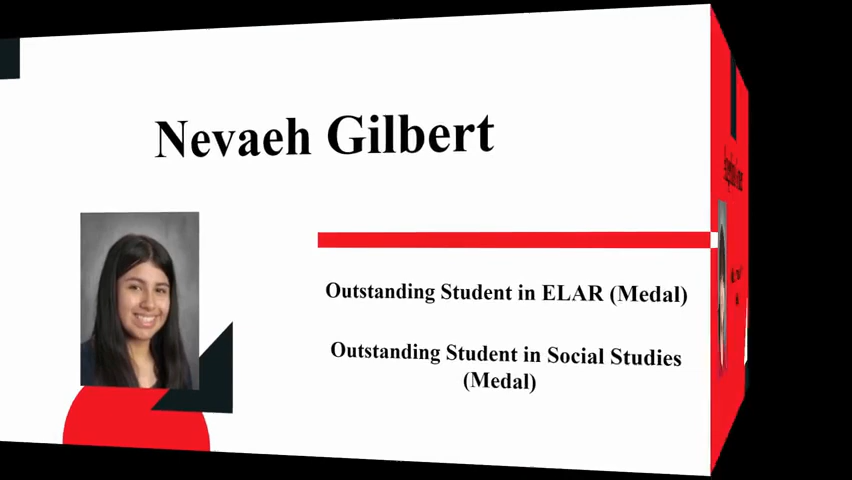 Nevaeh Gilbert
Outstanding Student in ELAR (Medal)
Outstanding Student in Social Studies
(Medal)